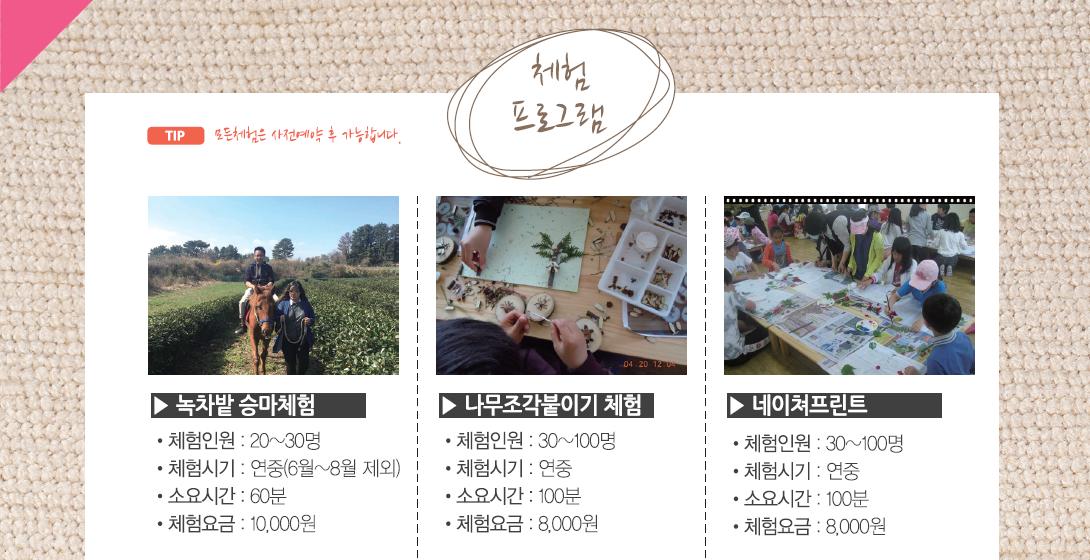 체험
프로그램
TIP 모든체험은 사전예약 후 가능합니다.
04 20 12:04
▶ 녹차밭 승마체험
• 체험인원 : 20~30명
• 체험시기 : 연중(6월~8월 제외)
• 소요시간 : 60분
• 체험요금 : 10,000원
▶ 나무조각붙이기 체험
• 체험인원 : 30~100명
• 체험시기 : 연중
• 소요시간 : 100분
• 체험요금 : 8,000원
▶ 네이쳐프린트
• 체험인원 : 30~100명
• 체험시기 : 연중
• 소요시간 : 100분
• 체험요금 : 8,000원